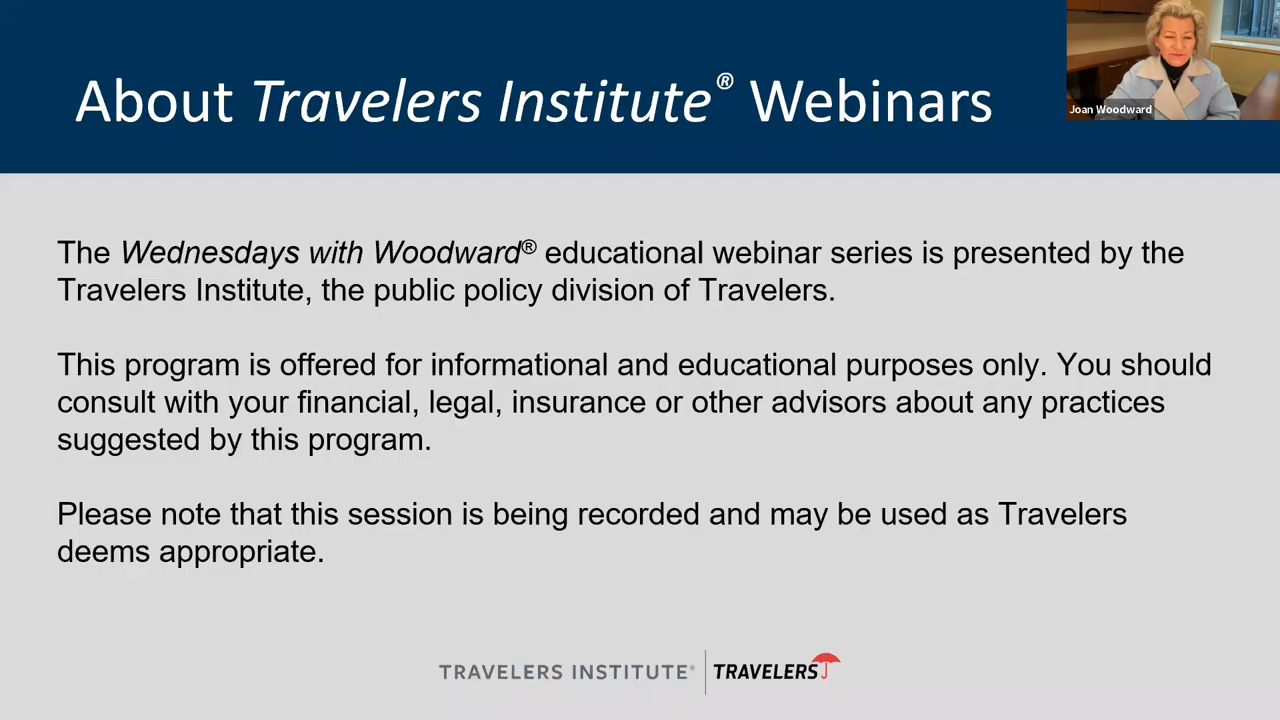 About Travelers Institute® Webinars
Joan Woodward
The Wednesdays with Woodward® educational webinar series is presented by the
Travelers Institute, the public policy division of Travelers.
This program is offered for informational and educational purposes only. You should
consult with your financial, legal, insurance or other advisors about any practices
suggested by this program.
Please note that this session is being recorded and may be used as Travelers
deems appropriate.
TRAVELERS INSTITUTE® TRAVELERS